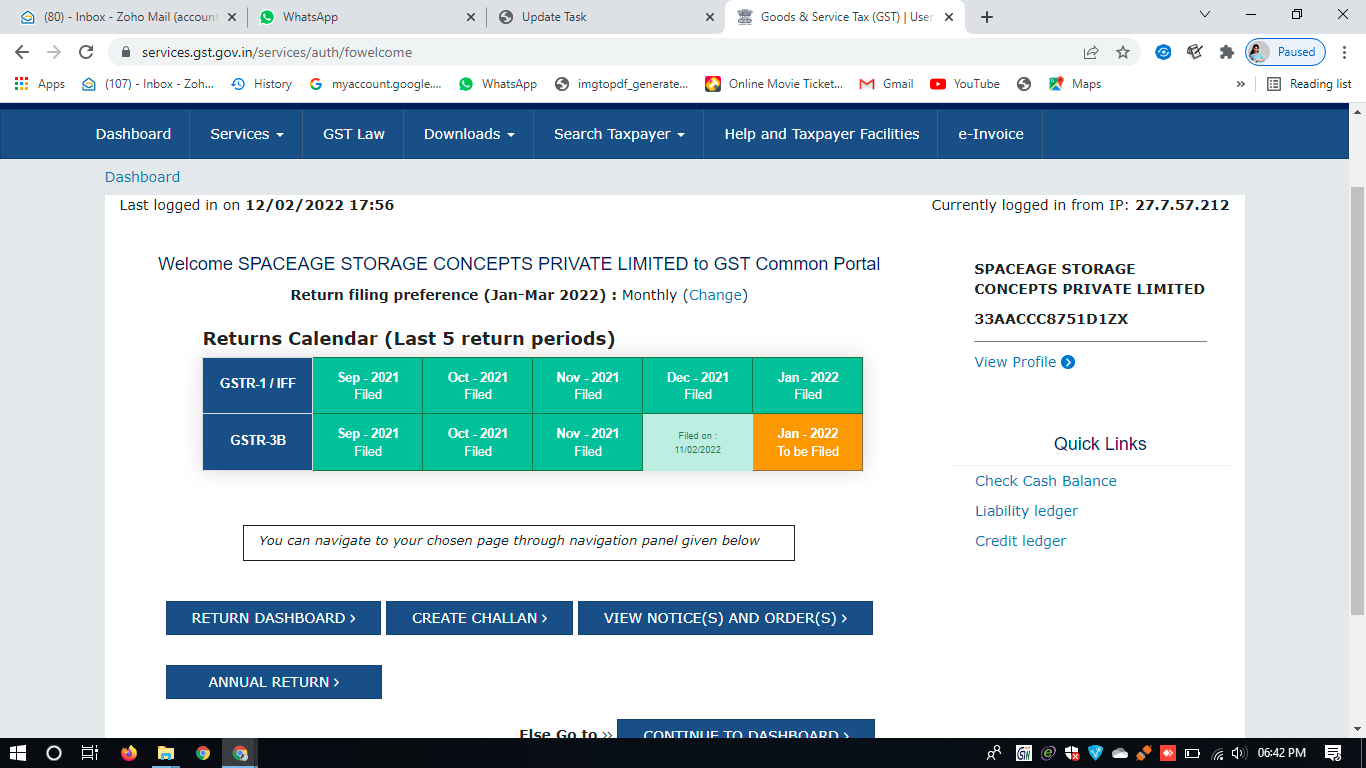 (80) - Inbox - Zoho Mail (account
WhatsApp
Update Task
Goods & Service Tax (GST) | User
services.gst.gov.in/services/auth/fowelcome
Paused
Apps
(107) - Inbox - Zoh...
History
myaccount.google....
WhatsApp
imgtopdf_generate...
Online Movie Ticket...
Gmail
YouTube
Maps
»
Reading list
Dashboard
Services
GST Law
Downloads
Search Taxpayer
Help and Taxpayer Facilities
e-Invoice
Dashboard
Last logged in on 12/02/2022 17:56
Currently logged in from IP: 27.7.57.212
Welcome SPACEAGE STORAGE CONCEPTS PRIVATE LIMITED to GST Common Portal
Return filing preference (Jan-Mar 2022) : Monthly (Change)
Returns Calendar (Last 5 return periods)
GSTR-1 / IFF
Sep - 2021
Filed
Oct - 2021
Filed
Nov - 2021
Filed
Dec - 2021
Filed
Jan - 2022
Filed
GSTR-3B
Sep - 2021
Filed
Oct - 2021
Filed
Nov - 2021
Filed
Filed on :
11/02/2022
Jan - 2022
To be Filed
You can navigate to your chosen page through navigation panel given below
RETURN DASHBOARD >
CREATE CHALLAN >
VIEW NOTICE(S) AND ORDER(S) >
ANNUAL RETURN >
Else Go to »
CONTINUE TO DASHBOARD >
SPACEAGE STORAGE
CONCEPTS PRIVATE LIMITED
33AACCC8751D1ZX
View Profile
Quick Links
Check Cash Balance
Liability ledger
Credit ledger
06:42 PM